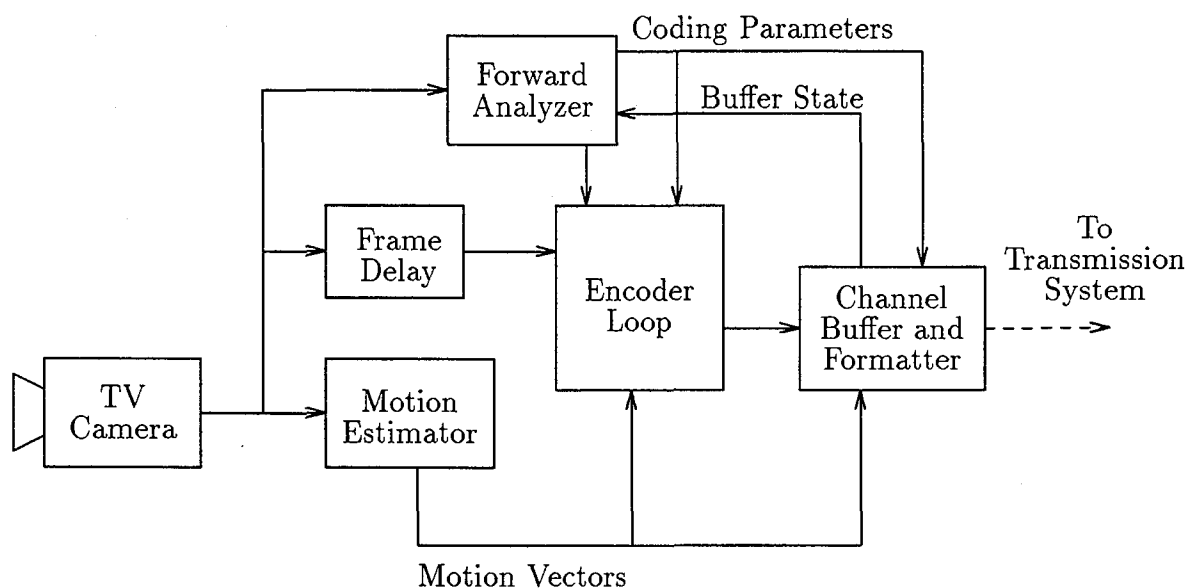 Coding Parameters
Forward
Analyzer
Buffer State
Frame
Delay
Encoder
Loop
To
Transmission
System
Channel
Buffer and
Formatter
TV
Camera
Motion
Estimator
Motion Vectors